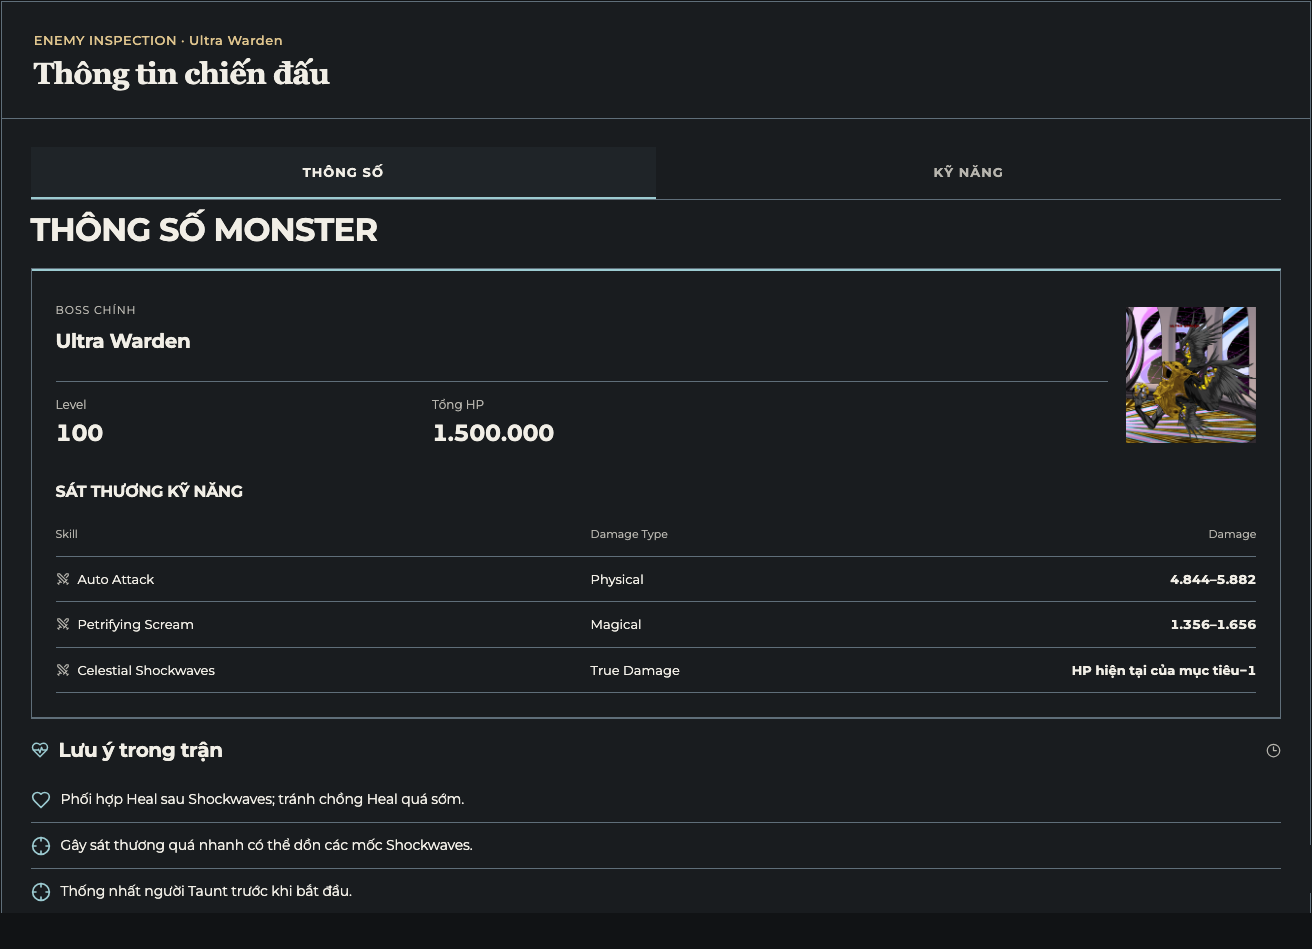 ENEMY INSPECTION · Ultra Warden
Thông tin chiến đấu
THÔNG SỐ
KỸ NĂNG
THÔNG SỐ MONSTER
BOSS CHÍNH
Ultra Warden
Level
Tổng HP
100
1.500.000
SÁT THƯƠNG KỸ NĂNG
Skill Damage Type Damage
Auto Attack Physical 4.844–5.882
Petrifying Scream Magical 1.356–1.656
Celestial Shockwaves True Damage HP hiện tại của mục tiêu−1
Lưu ý trong trận
Phối hợp Heal sau Shockwaves; tránh chồng Heal quá sớm.
Gây sát thương quá nhanh có thể dồn các mốc Shockwaves.
Thống nhất người Taunt trước khi bắt đầu.